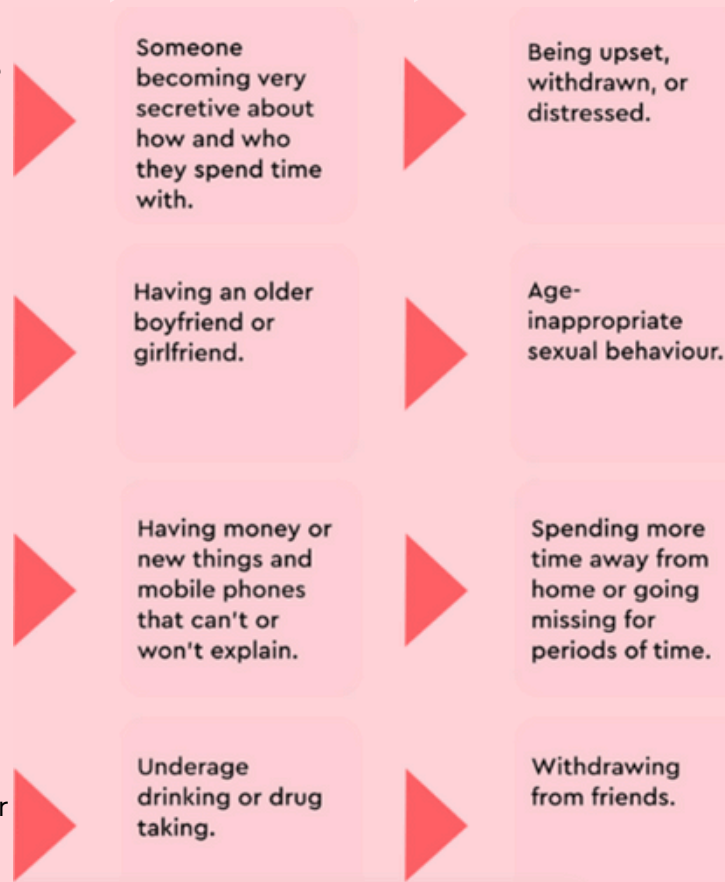 Someone
becoming very
secretive about
how and who
they spend time
with.
Being upset,
withdrawn, or
distressed.
Having an older
boyfriend or
girlfriend.
Age-
inappropriate
sexual behaviour.
Having money or
new things and
mobile phones
that can't or
won't explain.
Spending more
time away from
home or going
missing for
periods of time.
Underage
drinking or drug
taking.
Withdrawing
from friends.